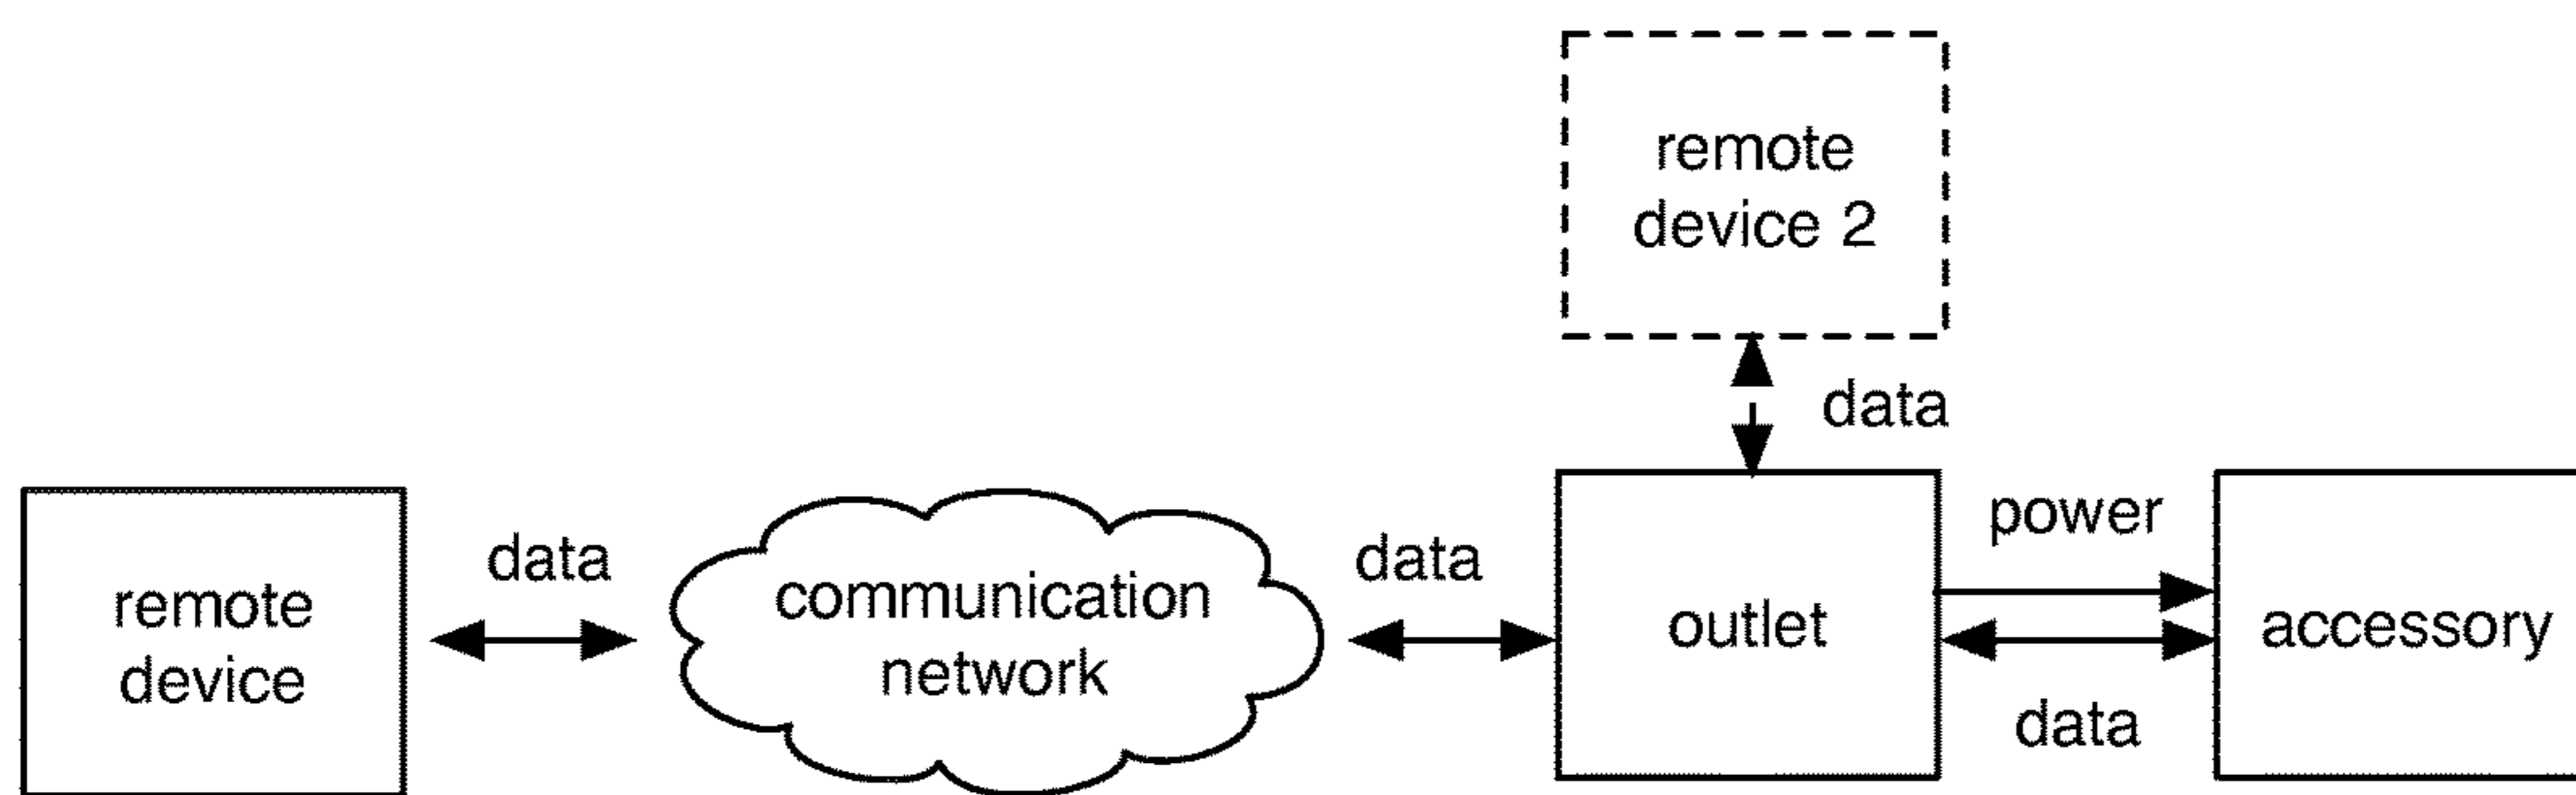 remote
device 2
data
remote
device
data
communication
network
data
outlet
power
data
accessory